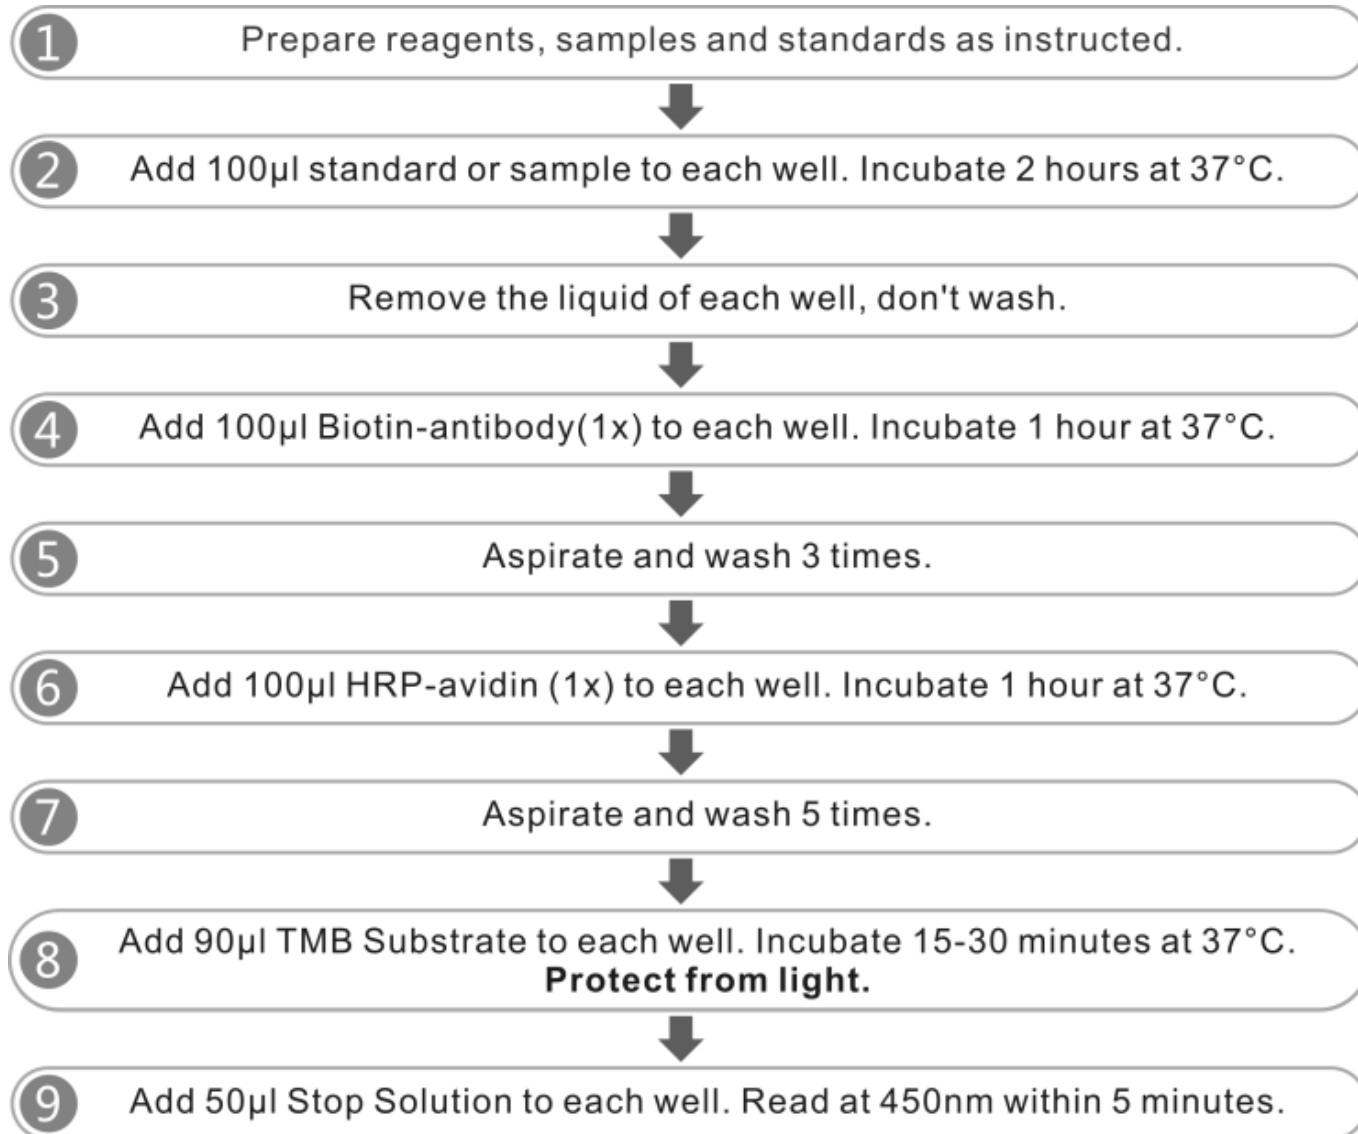 1 Prepare reagents, samples and standards as instructed.
2 Add 100µl standard or sample to each well. Incubate 2 hours at 37°C.
3 Remove the liquid of each well, don't wash.
4 Add 100µl Biotin-antibody(1x) to each well. Incubate 1 hour at 37°C.
5 Aspirate and wash 3 times.
6 Add 100µl HRP-avidin (1x) to each well. Incubate 1 hour at 37°C.
7 Aspirate and wash 5 times.
8 Add 90µl TMB Substrate to each well. Incubate 15-30 minutes at 37°C.
Protect from light.
9 Add 50µl Stop Solution to each well. Read at 450nm within 5 minutes.